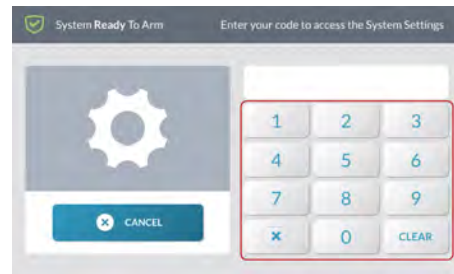 System Ready To Arm
Enter your code to access the System Settings
1 2 3
4 5 6
7 8 9
CANCEL
× 0 CLEAR